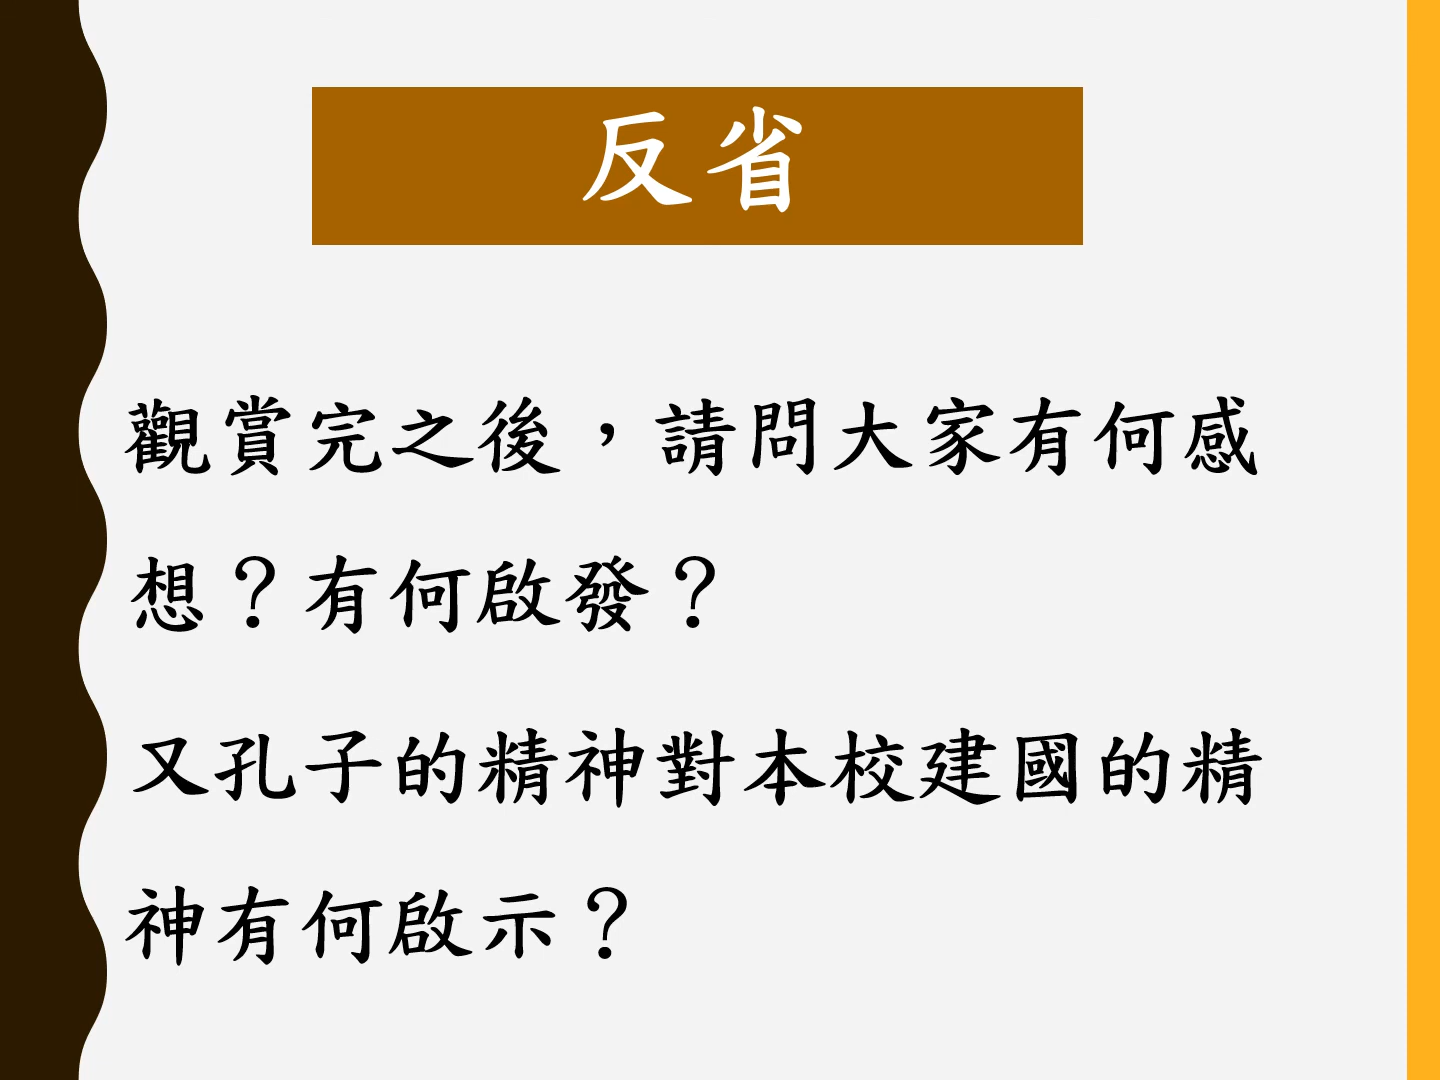 反省
觀賞完之後，請問大家有何感
想？有何啟發？
又孔子的精神對本校建國的精
神有何啟示？